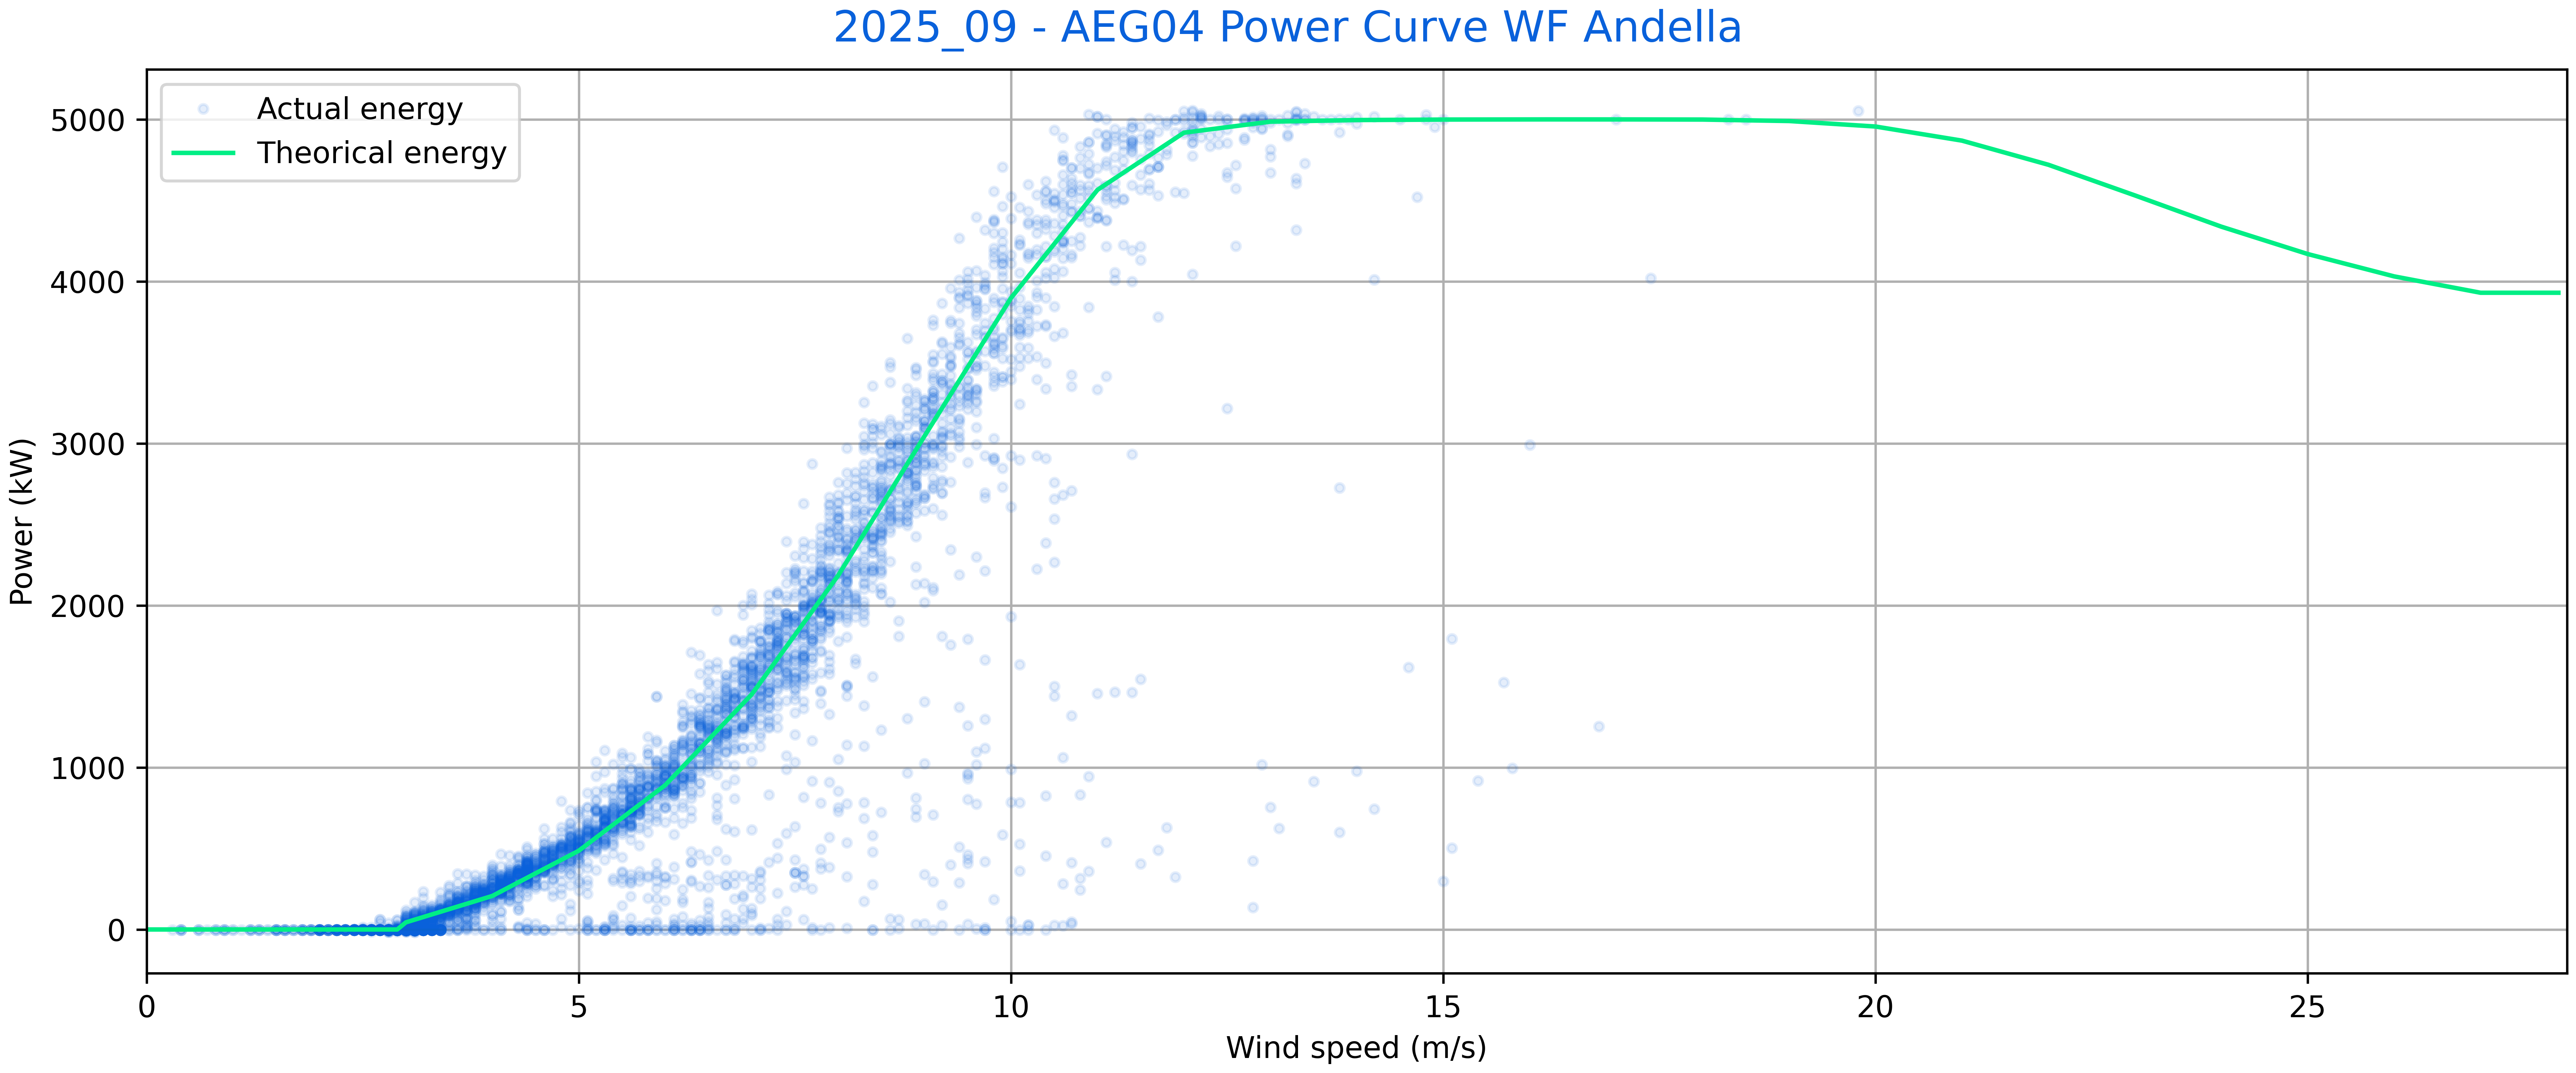 2025_09 - AEG04 Power Curve WF Andella
Actual energy
Theorical energy
5000
4000
3000
2000
1000
0
Power (kW)
0 5 10 15 20 25
Wind speed (m/s)